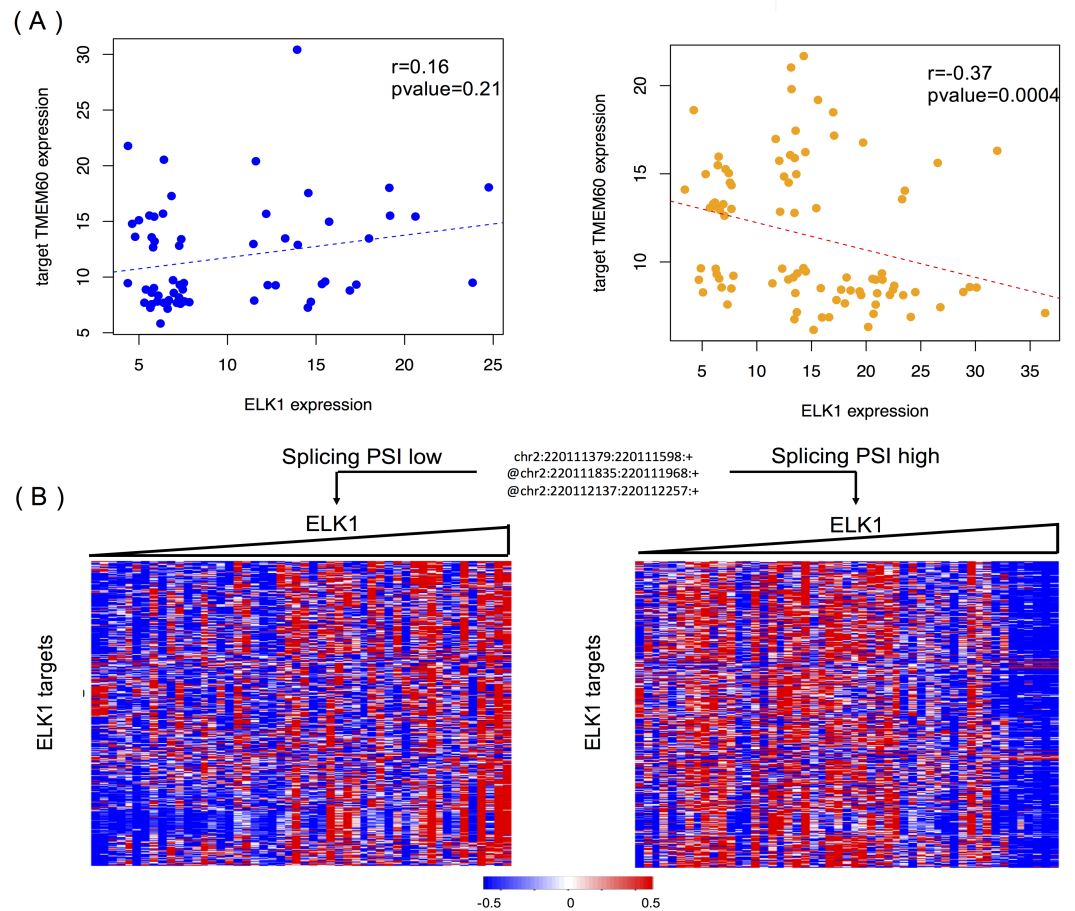 ( A )
r=0.16
pvalue=0.21
target TMEM60 expression
5
10
15
20
25
30
5
10
15
20
25
ELK1 expression
r=-0.37
pvalue=0.0004
target TMEM60 expression
10
15
20
5
10
15
20
25
30
35
ELK1 expression
Splicing PSI low
chr2:220111379:220111598:+
@chr2:220111835:220111968:+
@chr2:220112137:220112257:+
Splicing PSI high
( B )
ELK1
ELK1
ELK1 targets
ELK1 targets
-0.5
0
0.5